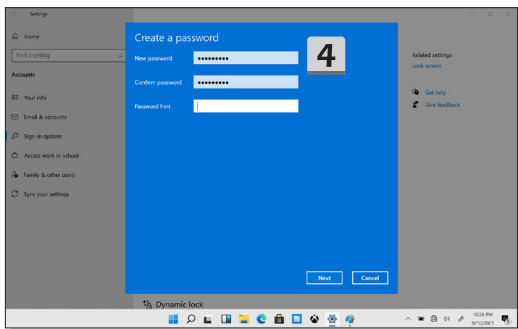 Settings
Home
Find a setting
Accounts
Your info
Email & accounts
Sign-in options
Access work or school
Family & other users
Sync your settings
Create a password
4
New password •••••••••
Confirm password •••••••••
Password hint
Next Cancel
Related settings
Lock screen
Get help
Give feedback
Dynamic lock
10:36 PM